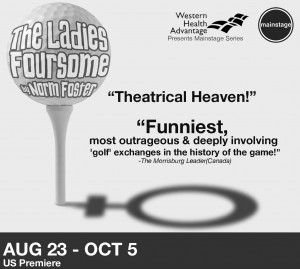 The Ladies
Foursome
by Norm Foster
Western
Health
Advantage
Presents Mainstage Series
mainstage
“Theatrical Heaven!”
“Funniest,
most outrageous & deeply involving
'golf' exchanges in the history of the game!”
-The Morrisburg Leader(Canada)
AUG 23 - OCT 5
US Premiere